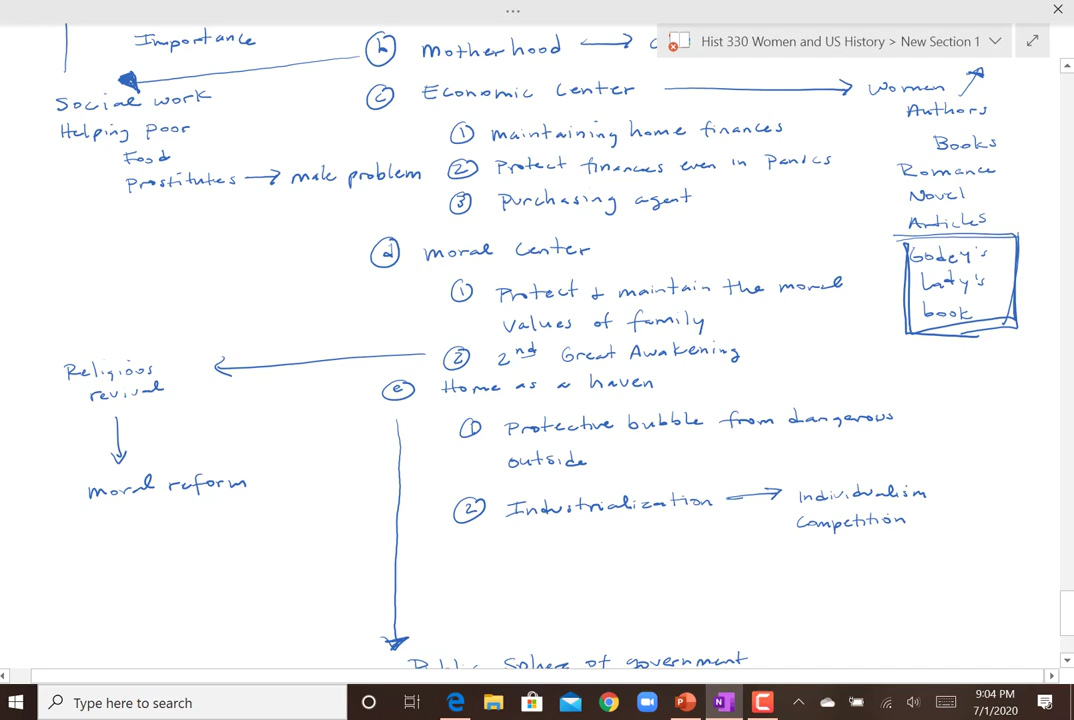 Hist 330 Women and US History > New Section 1
Importance
b Motherhood
Social work
Helping Poor
Food
Prostitutes → male problem
c Economic Center
Women
Authors
Books
Romance
Novel
Articles
Godey's
Lady's
book
1 maintaining home finances
2 Protect finances even in Panics
3 Purchasing agent
d moral Center
1 Protect & maintain the moral
values of family
2 2nd Great Awakening
Religious
revival
moral reform
e Home as a haven
1 Protective bubble from dangerous
outside
2 Industrialization → Individualism
Competition
Public Sphere of government
Type here to search
9:04 PM
7/1/2020